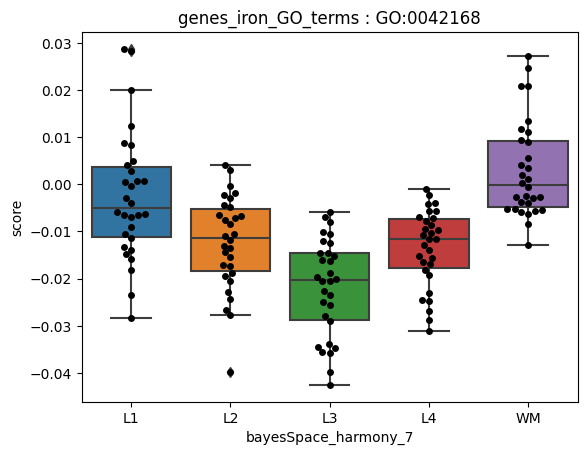 genes_iron_GO_terms : GO:0042168
0.03
0.02
0.01
0.00
−0.01
−0.02
−0.03
−0.04
score
L1 L2 L3 L4 WM
bayesSpace_harmony_7